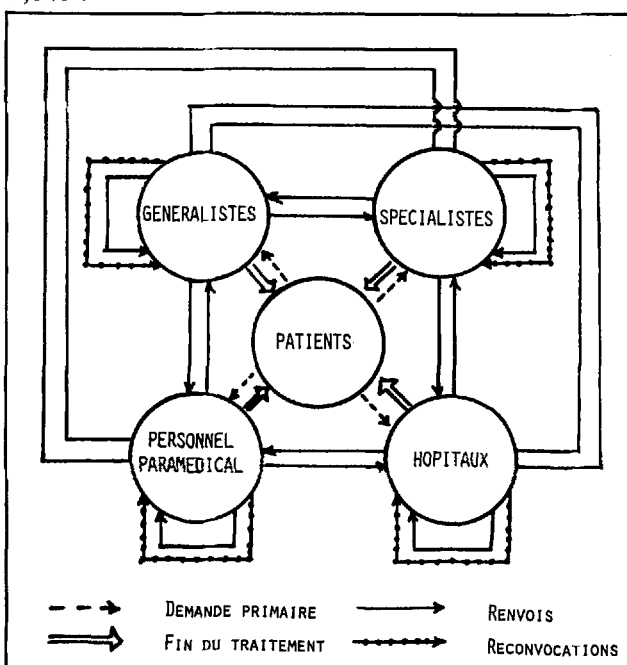 GENERALISTES
SPECIALISTES
PATIENTS
PERSONNEL
PARAMEDICAL
HOPITAUX
DEMANDE PRIMAIRE
RENVOIS
FIN DU TRAITEMENT
RECONVOCATIONS